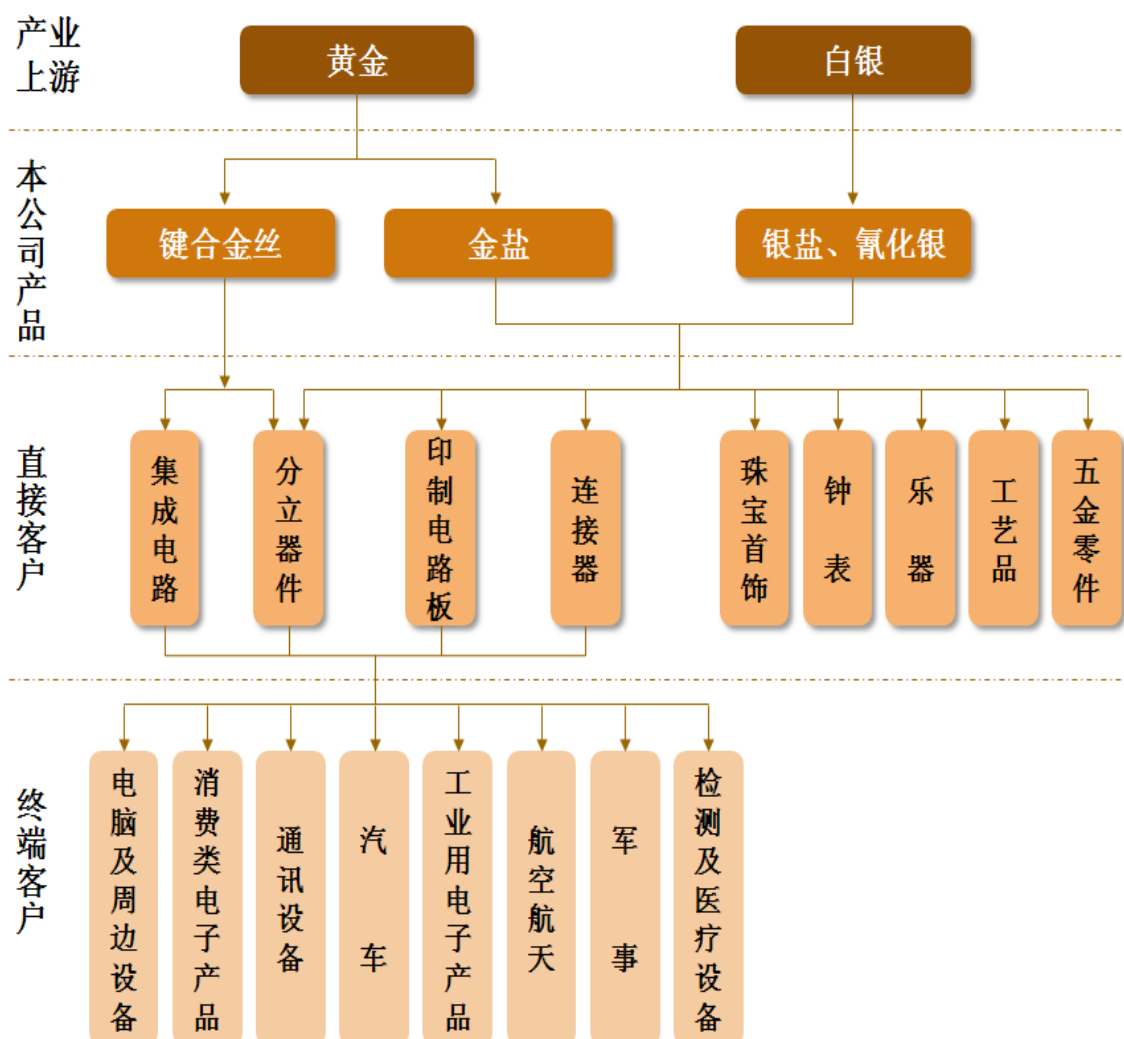 产业
上游
黄金
白银
本公司产品
键合金丝
金盐
银盐、氰化银
直接客户
集成电路
分立器件
印制电路板
连接器
珠宝首饰
钟表
乐器
工艺品
五金零件
终端客户
电脑及周边设备
消费类电子产品
通讯设备
汽车
工业用电子产品
航空航天
军事
检测及医疗设备